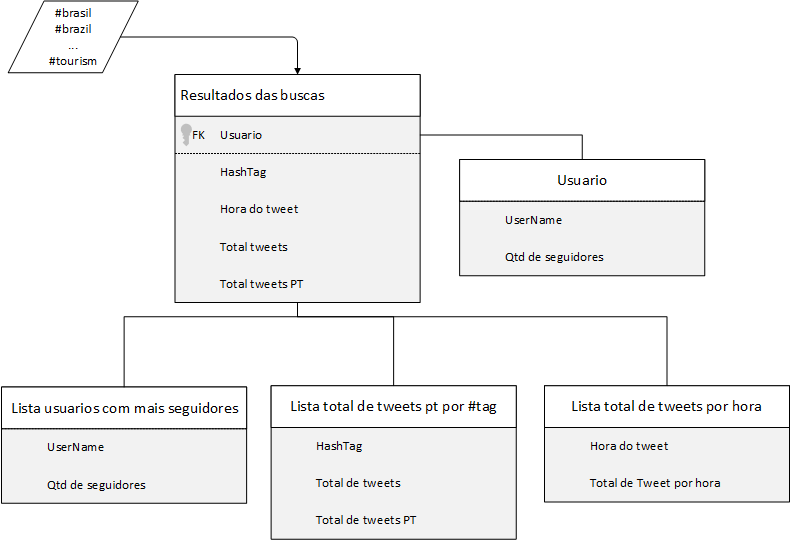 #brasil
#brazil
...
#tourism
Resultados das buscas
FK Usuario
HashTag
Hora do tweet
Total tweets
Total tweets PT
Usuario
UserName
Qtd de seguidores
Lista usuarios com mais seguidores
UserName
Qtd de seguidores
Lista total de tweets pt por #tag
HashTag
Total de tweets
Total de tweets PT
Lista total de tweets por hora
Hora do tweet
Total de Tweet por hora